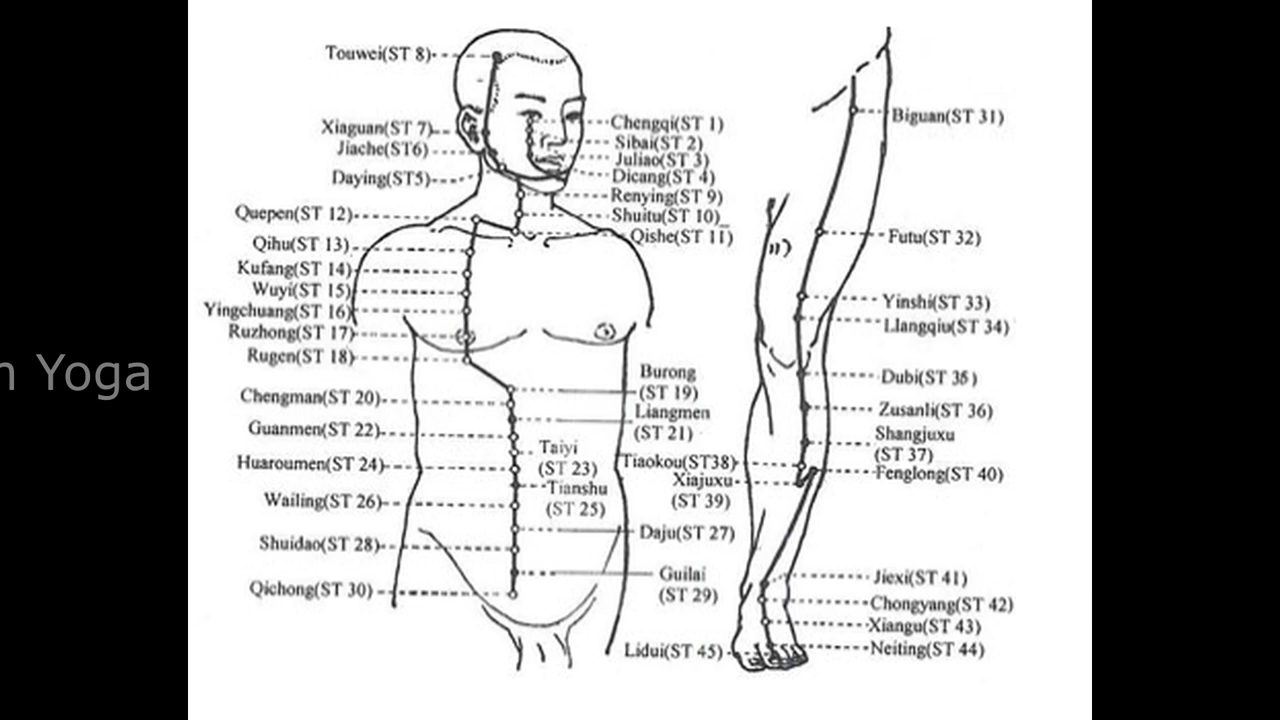 Touwei(ST 8)
Xiaguan(ST 7)
Jiache(ST6)
Daying(ST5)
Quepen(ST 12)
Qihu(ST 13)
Kufang(ST 14)
Wuyi(ST 15)
Yingchuang(ST 16)
Ruzhong(ST 17)
Rugen(ST 18)
Chengman(ST 20)
Guanmen(ST 22)
Huaroumen(ST 24)
Wailing(ST 26)
Shuidao(ST 28)
Qichong(ST 30)
Chengqi(ST 1)
Sibai(ST 2)
Juliao(ST 3)
Dicang(ST 4)
Renying(ST 9)
Shuitu(ST 10)
Qishe(ST 11)
Burong
(ST 19)
Liangmen
(ST 21)
Taiyi
(ST 23)
Tianshu
(ST 25)
Daju(ST 27)
Guilai
(ST 29)
Biguan(ST 31)
Futu(ST 32)
Yinshi(ST 33)
LIangqiu(ST 34)
Dubi(ST 35)
Zusanli(ST 36)
Shangjuxu
(ST 37)
Tiaokou(ST38)
Xiajuxu
(ST 39)
Fenglong(ST 40)
Jiexi(ST 41)
Chongyang(ST 42)
Xiangu(ST 43)
Neiting(ST 44)
Lidui(ST 45)
Yoga